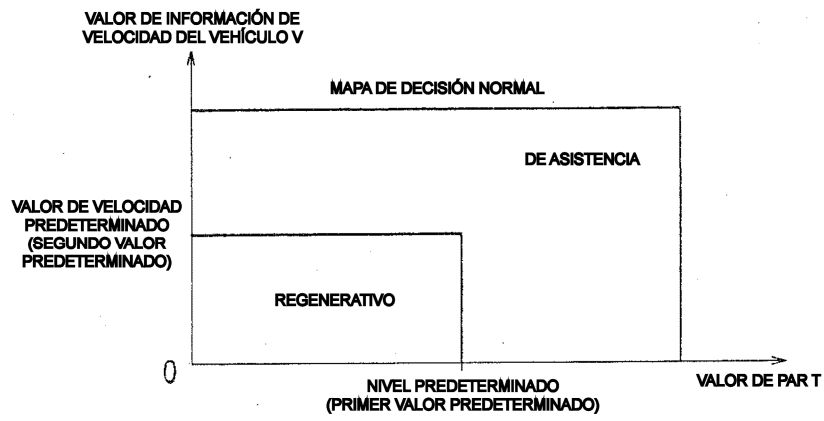 VALOR DE INFORMACIÓN DE
VELOCIDAD DEL VEHÍCULO V
MAPA DE DECISIÓN NORMAL
DE ASISTENCIA
VALOR DE VELOCIDAD
PREDETERMINADO
(SEGUNDO VALOR
PREDETERMINADO)
REGENERATIVO
0
NIVEL PREDETERMINADO
(PRIMER VALOR PREDETERMINADO)
VALOR DE PAR T